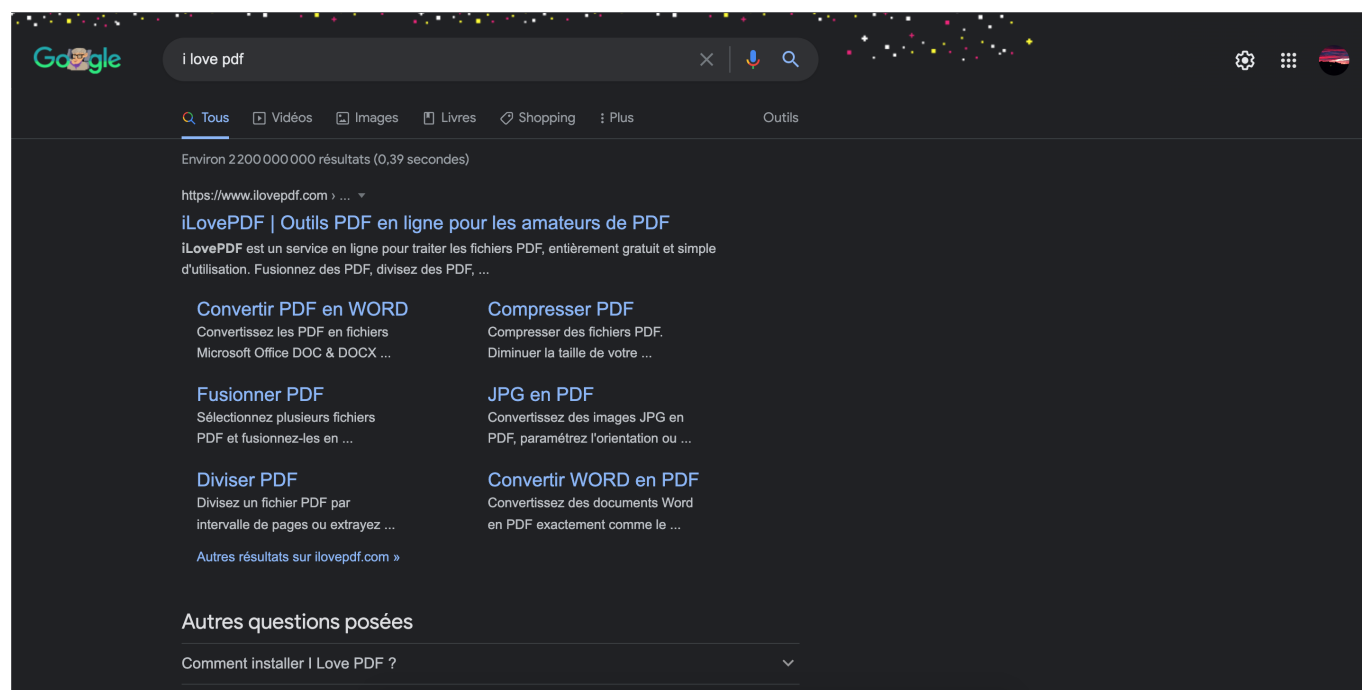 Google
i love pdf
Tous Vidéos Images Livres Shopping Plus Outils
Environ 2 200 000 000 résultats (0,39 secondes)
https://www.ilovepdf.com › ...
iLovePDF | Outils PDF en ligne pour les amateurs de PDF
iLovePDF est un service en ligne pour traiter les fichiers PDF, entièrement gratuit et simple
d'utilisation. Fusionnez des PDF, divisez des PDF, ...
Convertir PDF en WORD
Convertissez les PDF en fichiers
Microsoft Office DOC & DOCX ...
Compresser PDF
Compresser des fichiers PDF.
Diminuer la taille de votre ...
Fusionner PDF
Sélectionnez plusieurs fichiers
PDF et fusionnez-les en ...
JPG en PDF
Convertissez des images JPG en
PDF, paramétrez l'orientation ou ...
Diviser PDF
Divisez un fichier PDF par
intervalle de pages ou extrayez ...
Convertir WORD en PDF
Convertissez des documents Word
en PDF exactement comme le ...
Autres résultats sur ilovepdf.com »
Autres questions posées
Comment installer I Love PDF ?